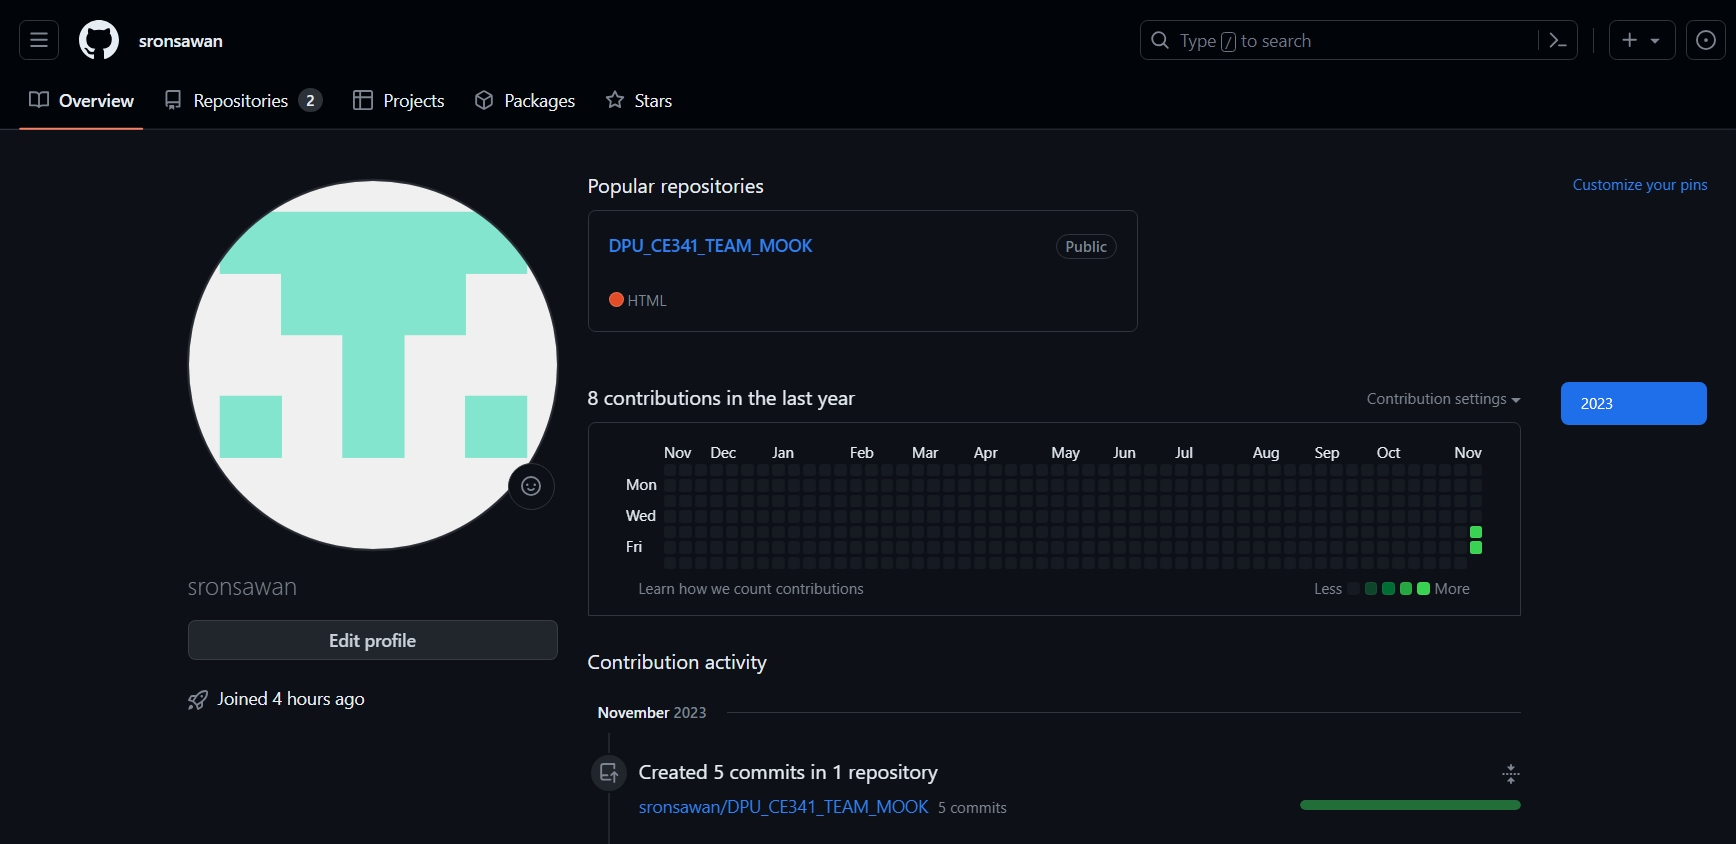 sronsawan
Type / to search
Overview Repositories 2 Projects Packages Stars
Popular repositories
Customize your pins
DPU_CE341_TEAM_MOOK Public
HTML
8 contributions in the last year
Contribution settings
2023
Nov Dec Jan Feb Mar Apr May Jun Jul Aug Sep Oct Nov
Mon
Wed
Fri
Learn how we count contributions
Less More
sronsawan
Edit profile
Joined 4 hours ago
Contribution activity
November 2023
Created 5 commits in 1 repository
sronsawan/DPU_CE341_TEAM_MOOK 5 commits